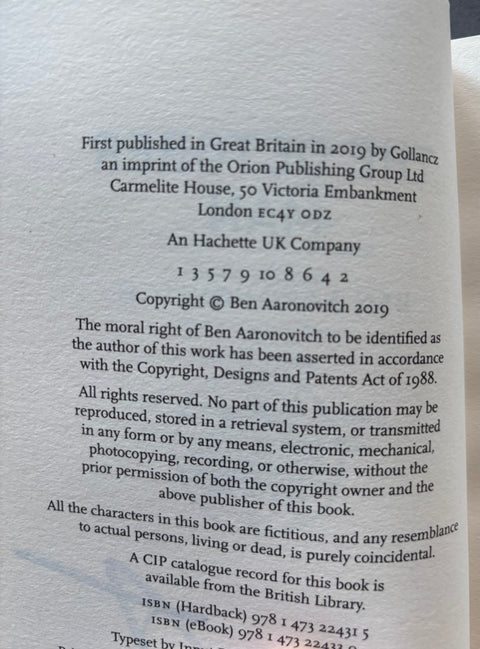 First published in Great Britain in 2019 by Gollancz
an imprint of the Orion Publishing Group Ltd
Carmelite House, 50 Victoria Embankment
London EC4Y 0DZ
An Hachette UK Company
1 3 5 7 9 10 8 6 4 2
Copyright © Ben Aaronovitch 2019
The moral right of Ben Aaronovitch to be identified as
the author of this work has been asserted in accordance
with the Copyright, Designs and Patents Act of 1988.
All rights reserved. No part of this publication may be
reproduced, stored in a retrieval system, or transmitted
in any form or by any means, electronic, mechanical,
photocopying, recording, or otherwise, without the
prior permission of both the copyright owner and the
above publisher of this book.
All the characters in this book are fictitious, and any resemblance
to actual persons, living or dead, is purely coincidental.
A CIP catalogue record for this book is
available from the British Library.
ISBN (Hardback) 978 1 473 22431 5
ISBN (eBook) 978 1 473
Typeset by